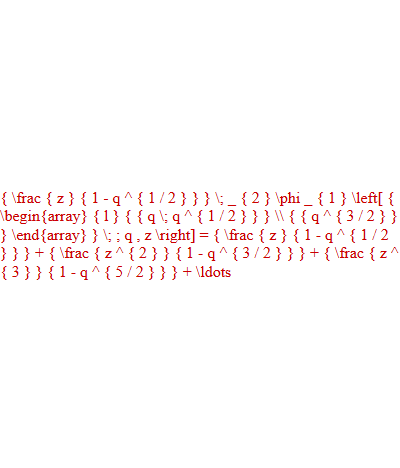 { \frac { z } { 1 - q ^ { 1 / 2 } } } \; _ { 2 } \phi _ { 1 } \left[ {
\begin{array} { 1 } { { q \; q ^ { 1 / 2 } } } \\ { { q ^ { 3 / 2 } }
} \end{array} } \; ; q , z \right] = { \frac { z } { 1 - q ^ { 1 / 2
} } } + { \frac { z ^ { 2 } } { 1 - q ^ { 3 / 2 } } } + { \frac { z ^
{ 3 } } { 1 - q ^ { 5 / 2 } } } + \ldots